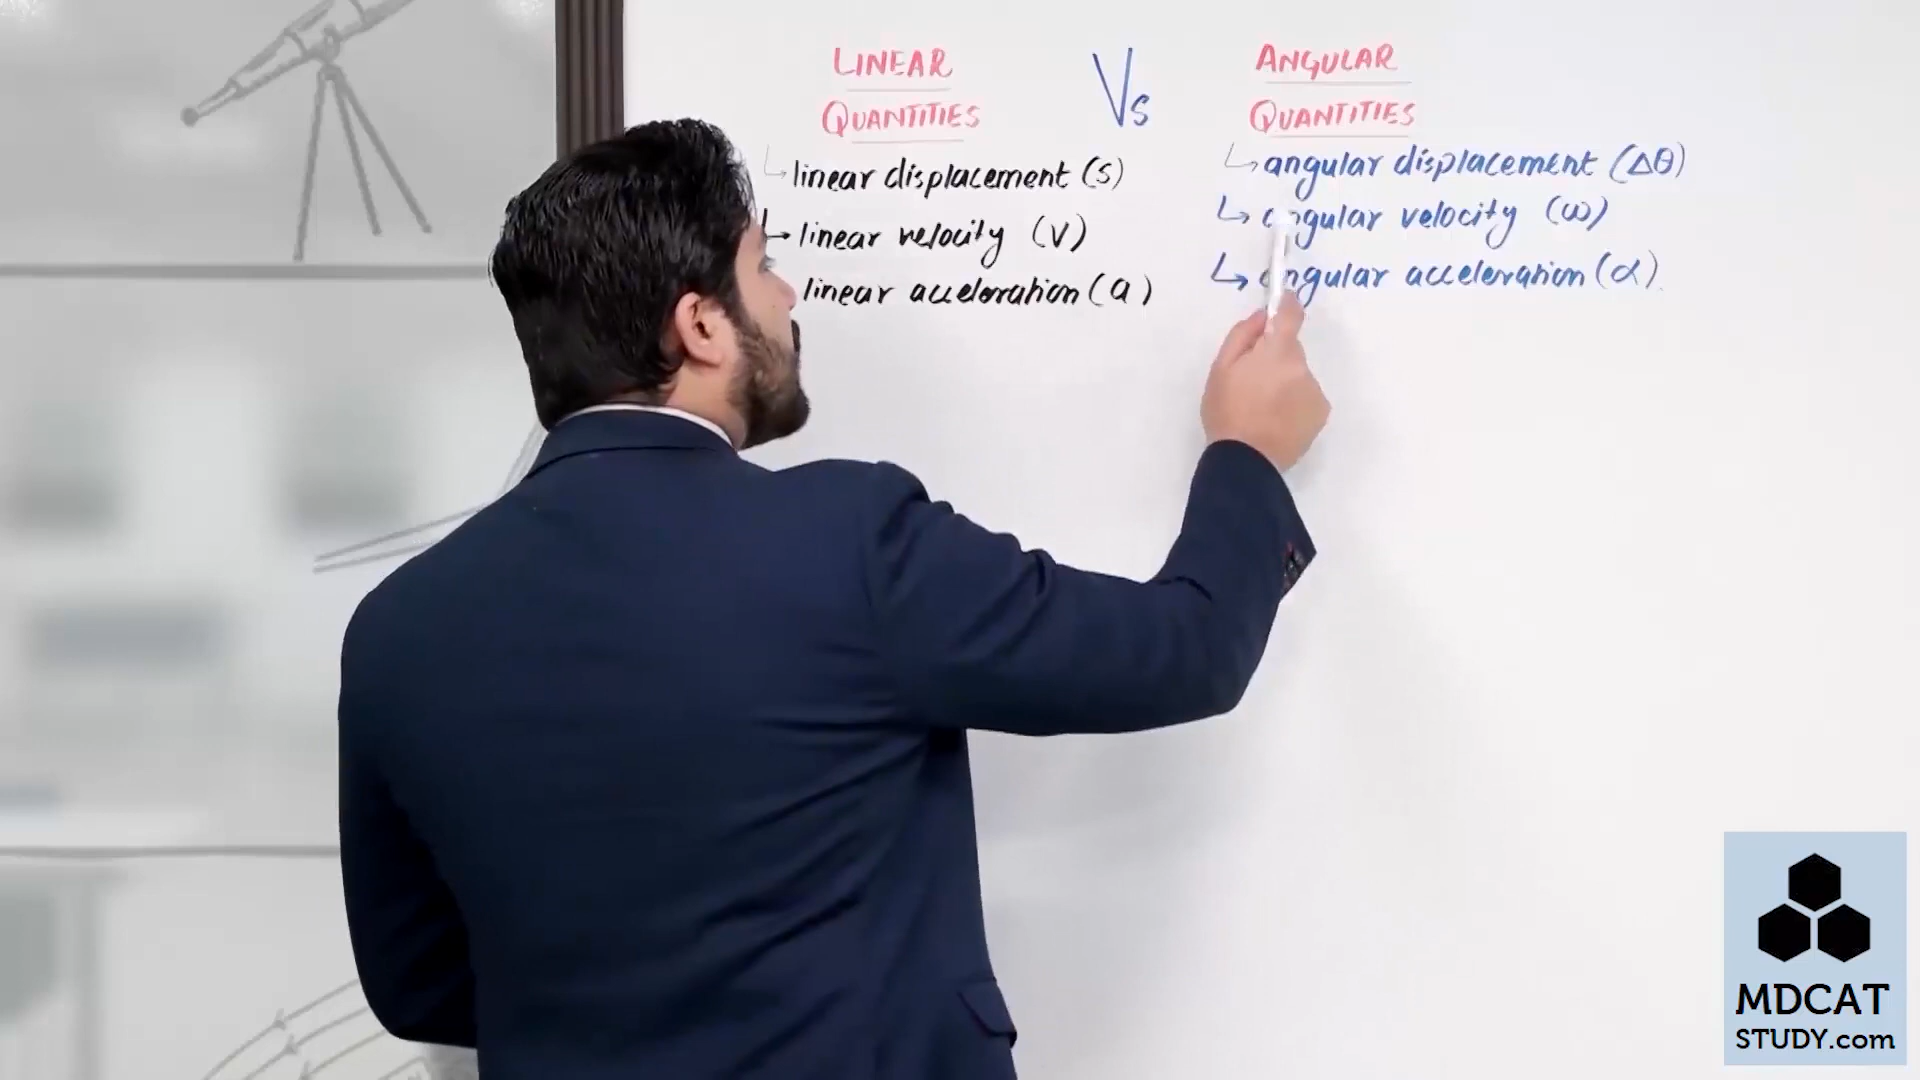 LINEAR
QUANTITIES
Vs
ANGULAR
QUANTITIES
linear displacement (S)
linear velocity (V)
linear acceleration (a)
angular displacement (Δθ)
angular velocity (ω)
angular acceleration (α)
MDCAT
STUDY.com